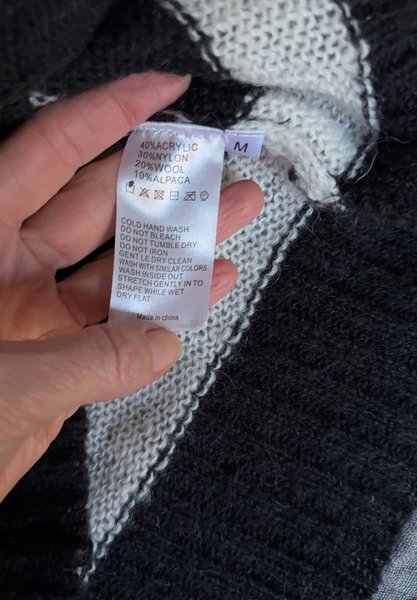 40%ACRYLIC
30%NYLON
20%WOOL
10%ALPACA
M
COLD HAND WASH
DO NOT BLEACH
DO NOT TUMBLE DRY
DO NOT IRON
GENTLE DRY CLEAN
WASH WITH SIMILAR COLORS
WASH INSIDE OUT
STRETCH GENTLY IN TO
SHAPE WHILE WET
DRY FLAT
Made in china